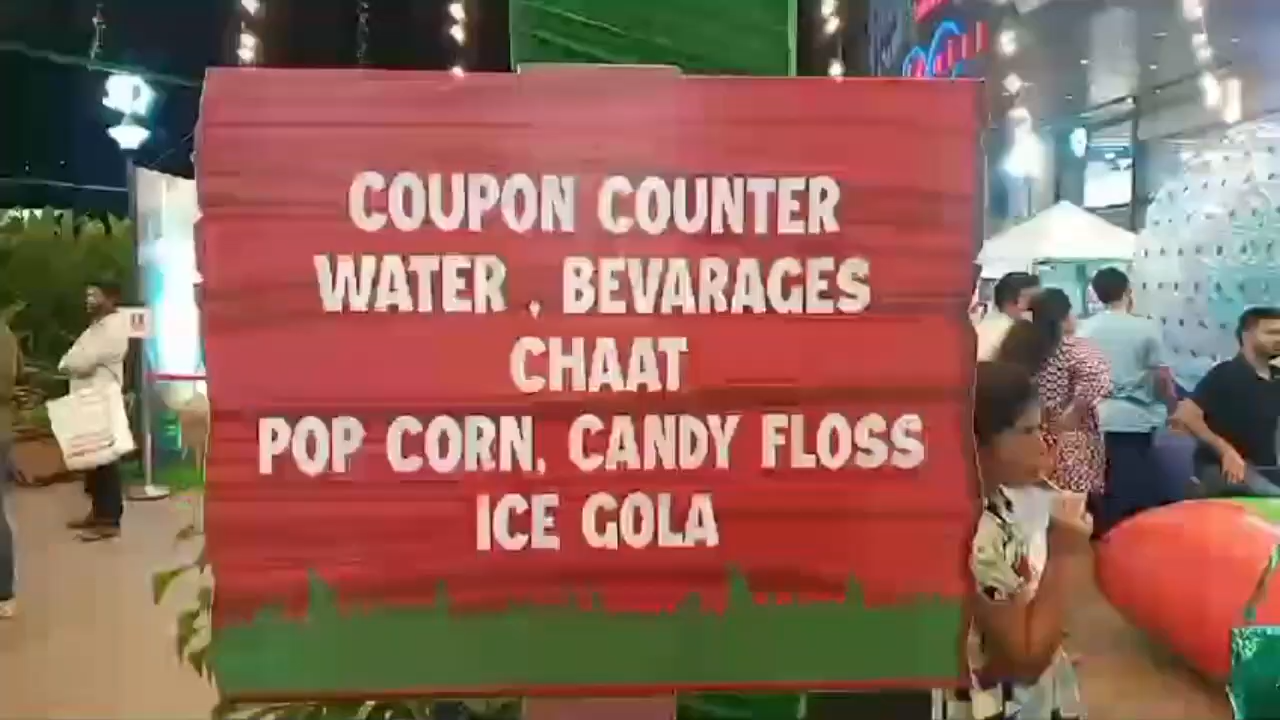 COUPON COUNTER
WATER , BEVARAGES
CHAAT
POP CORN, CANDY FLOSS
ICE GOLA